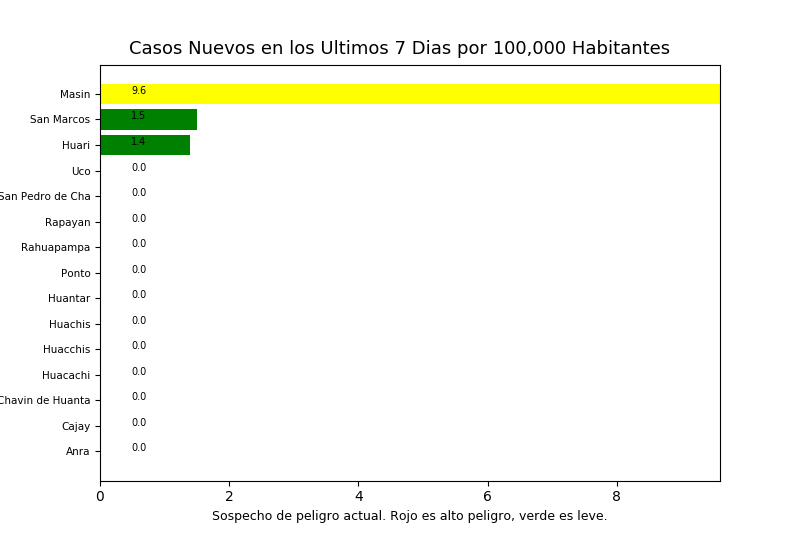 Casos Nuevos en los Ultimos 7 Dias por 100,000 Habitantes
Masin 9.6
San Marcos 1.5
Huari 1.4
Uco 0.0
San Pedro de Cha 0.0
Rapayan 0.0
Rahuapampa 0.0
Ponto 0.0
Huantar 0.0
Huachis 0.0
Huacchis 0.0
Huacachi 0.0
Chavin de Huanta 0.0
Cajay 0.0
Anra 0.0
0 2 4 6 8
Sospecho de peligro actual. Rojo es alto peligro, verde es leve.